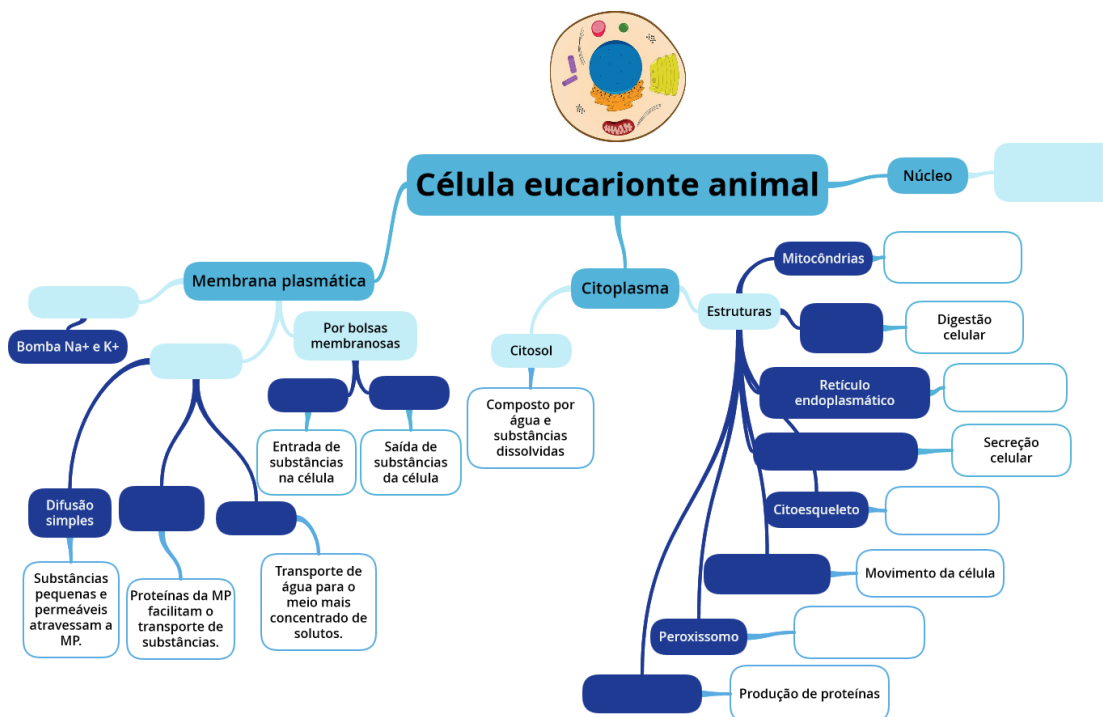 Célula eucarionte animal
Núcleo
Membrana plasmática
Bomba Na+ e K+
Por bolsas
membranosas
Entrada de
substâncias
na célula
Saída de
substâncias
da célula
Difusão
simples
Substâncias
pequenas e
permeáveis
atravessam a
MP.
Proteínas da MP
facilitam o
transporte de
substâncias.
Transporte de
água para o
meio mais
concentrado de
solutos.
Citoplasma
Citosol
Composto por
água e
substâncias
dissolvidas
Estruturas
Mitocôndrias
Digestão
celular
Retículo
endoplasmático
Secreção
celular
Citoesqueleto
Movimento da célula
Peroxissomo
Produção de proteínas